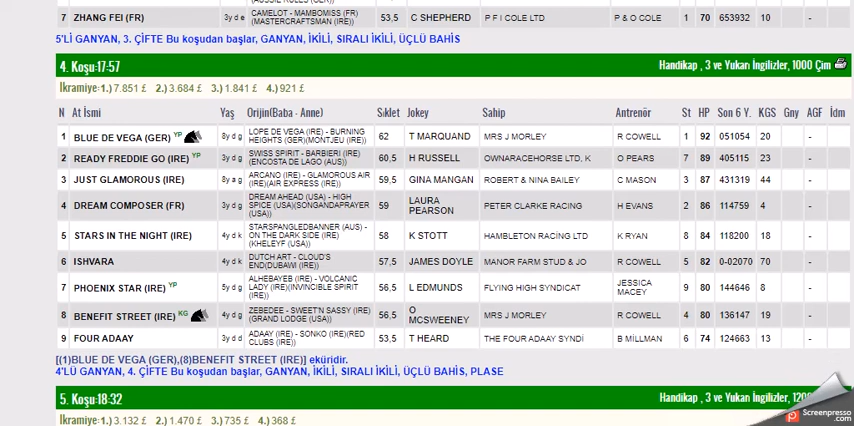 7 ZHANG FEI (FR) 3y d e CAMELOT - MAMBOMISS (FR) (MASTERCRAFTSMAN (IRE)) 53,5 C SHEPHERD P F I COLE LTD P & O COLE 1 70 653932 10 -
5'Lİ GANYAN, 3. ÇİFTE Bu koşudan başlar, GANYAN, İKİLİ, SIRALI İKİLİ, ÜÇLÜ BAHİS
4. Koşu:17:57 Handikap , 3 ve Yukarı İngilizler, 1000 Çim
İkramiye:1.) 7.851 £ 2.) 3.684 £ 3.) 1.841 £ 4.) 921 £
N At İsmi Yaş Orijin(Baba - Anne) Sıklet Jokey Sahip Antrenör St HP Son 6 Y. KGS Gny AGF İdm
1 BLUE DE VEGA (GER) YP 8y d g LOPE DE VEGA (IRE) - BURNING HEIGHTS (GER)(MONTJEU (IRE)) 62 T MARQUAND MRS J MORLEY R COWELL 1 92 051054 20 -
2 READY FREDDIE GO (IRE) YP 3y d g SWISS SPIRIT - BARBIERI (IRE) (ENCOSTA DE LAGO (AUS)) 60,5 H RUSSELL OWNARACEHORSE LTD, K O PEARS 7 89 405115 23 -
3 JUST GLAMOROUS (IRE) 8y a g ARCANO (IRE) - GLAMOROUS AIR (IRE)(AIR EXPRESS (IRE)) 59,5 GINA MANGAN ROBERT & NINA BAILEY C MASON 3 87 431319 44 -
4 DREAM COMPOSER (FR) 3y d g DREAM AHEAD (USA) - HIGH SPICE (USA)(SONGANDAPRAYER (USA)) 59 LAURA PEARSON PETER CLARKE RACING H EVANS 2 86 114759 4 -
5 STARS IN THE NIGHT (IRE) 4y d k STARSPANGLEDBANNER (AUS) - ON THE DARK SIDE (IRE) (KHELEYF (USA)) 58 K STOTT HAMBLETON RACİNG LTD K RYAN 8 84 118200 18 -
6 ISHVARA 4y d k DUTCH ART - CLOUD'S END(DUBAWI (IRE)) 57,5 JAMES DOYLE MANOR FARM STUD & JO R COWELL 5 82 0-02070 70 -
7 PHOENIX STAR (IRE) YP 5y d g ALHEBAYEB (IRE) - VOLCANIC LADY (IRE)(INVINCIBLE SPIRIT (IRE)) 56,5 L EDMUNDS FLYING HIGH SYNDICAT JESSICA MACEY 9 80 144646 8 -
8 BENEFIT STREET (IRE) KG 4y d g ZEBEDEE - SWEET'N SASSY (IRE) (GRAND LODGE (USA)) 56,5 O MCSWEENEY MRS J MORLEY R COWELL 4 80 136147 19 -
9 FOUR ADAAY 3y d d ADAAY (IRE) - SONKO (IRE)(RED CLUBS (IRE)) 53,5 T HEARD THE FOUR ADAAY SYNDİ B MILLMAN 6 74 124663 13 -
[(1)BLUE DE VEGA (GER),(8)BENEFIT STREET (IRE)] eküridir.
4'LÜ GANYAN, 4. ÇİFTE Bu koşudan başlar, GANYAN, İKİLİ, SIRALI İKİLİ, ÜÇLÜ BAHİS, PLASE
5. Koşu:18:32 Handikap , 3 ve Yukarı İngilizler,
İkramiye:1.) 3.132 £ 2.) 1.470 £ 3.) 735 £ 4.) 368 £
Screenpresso.com